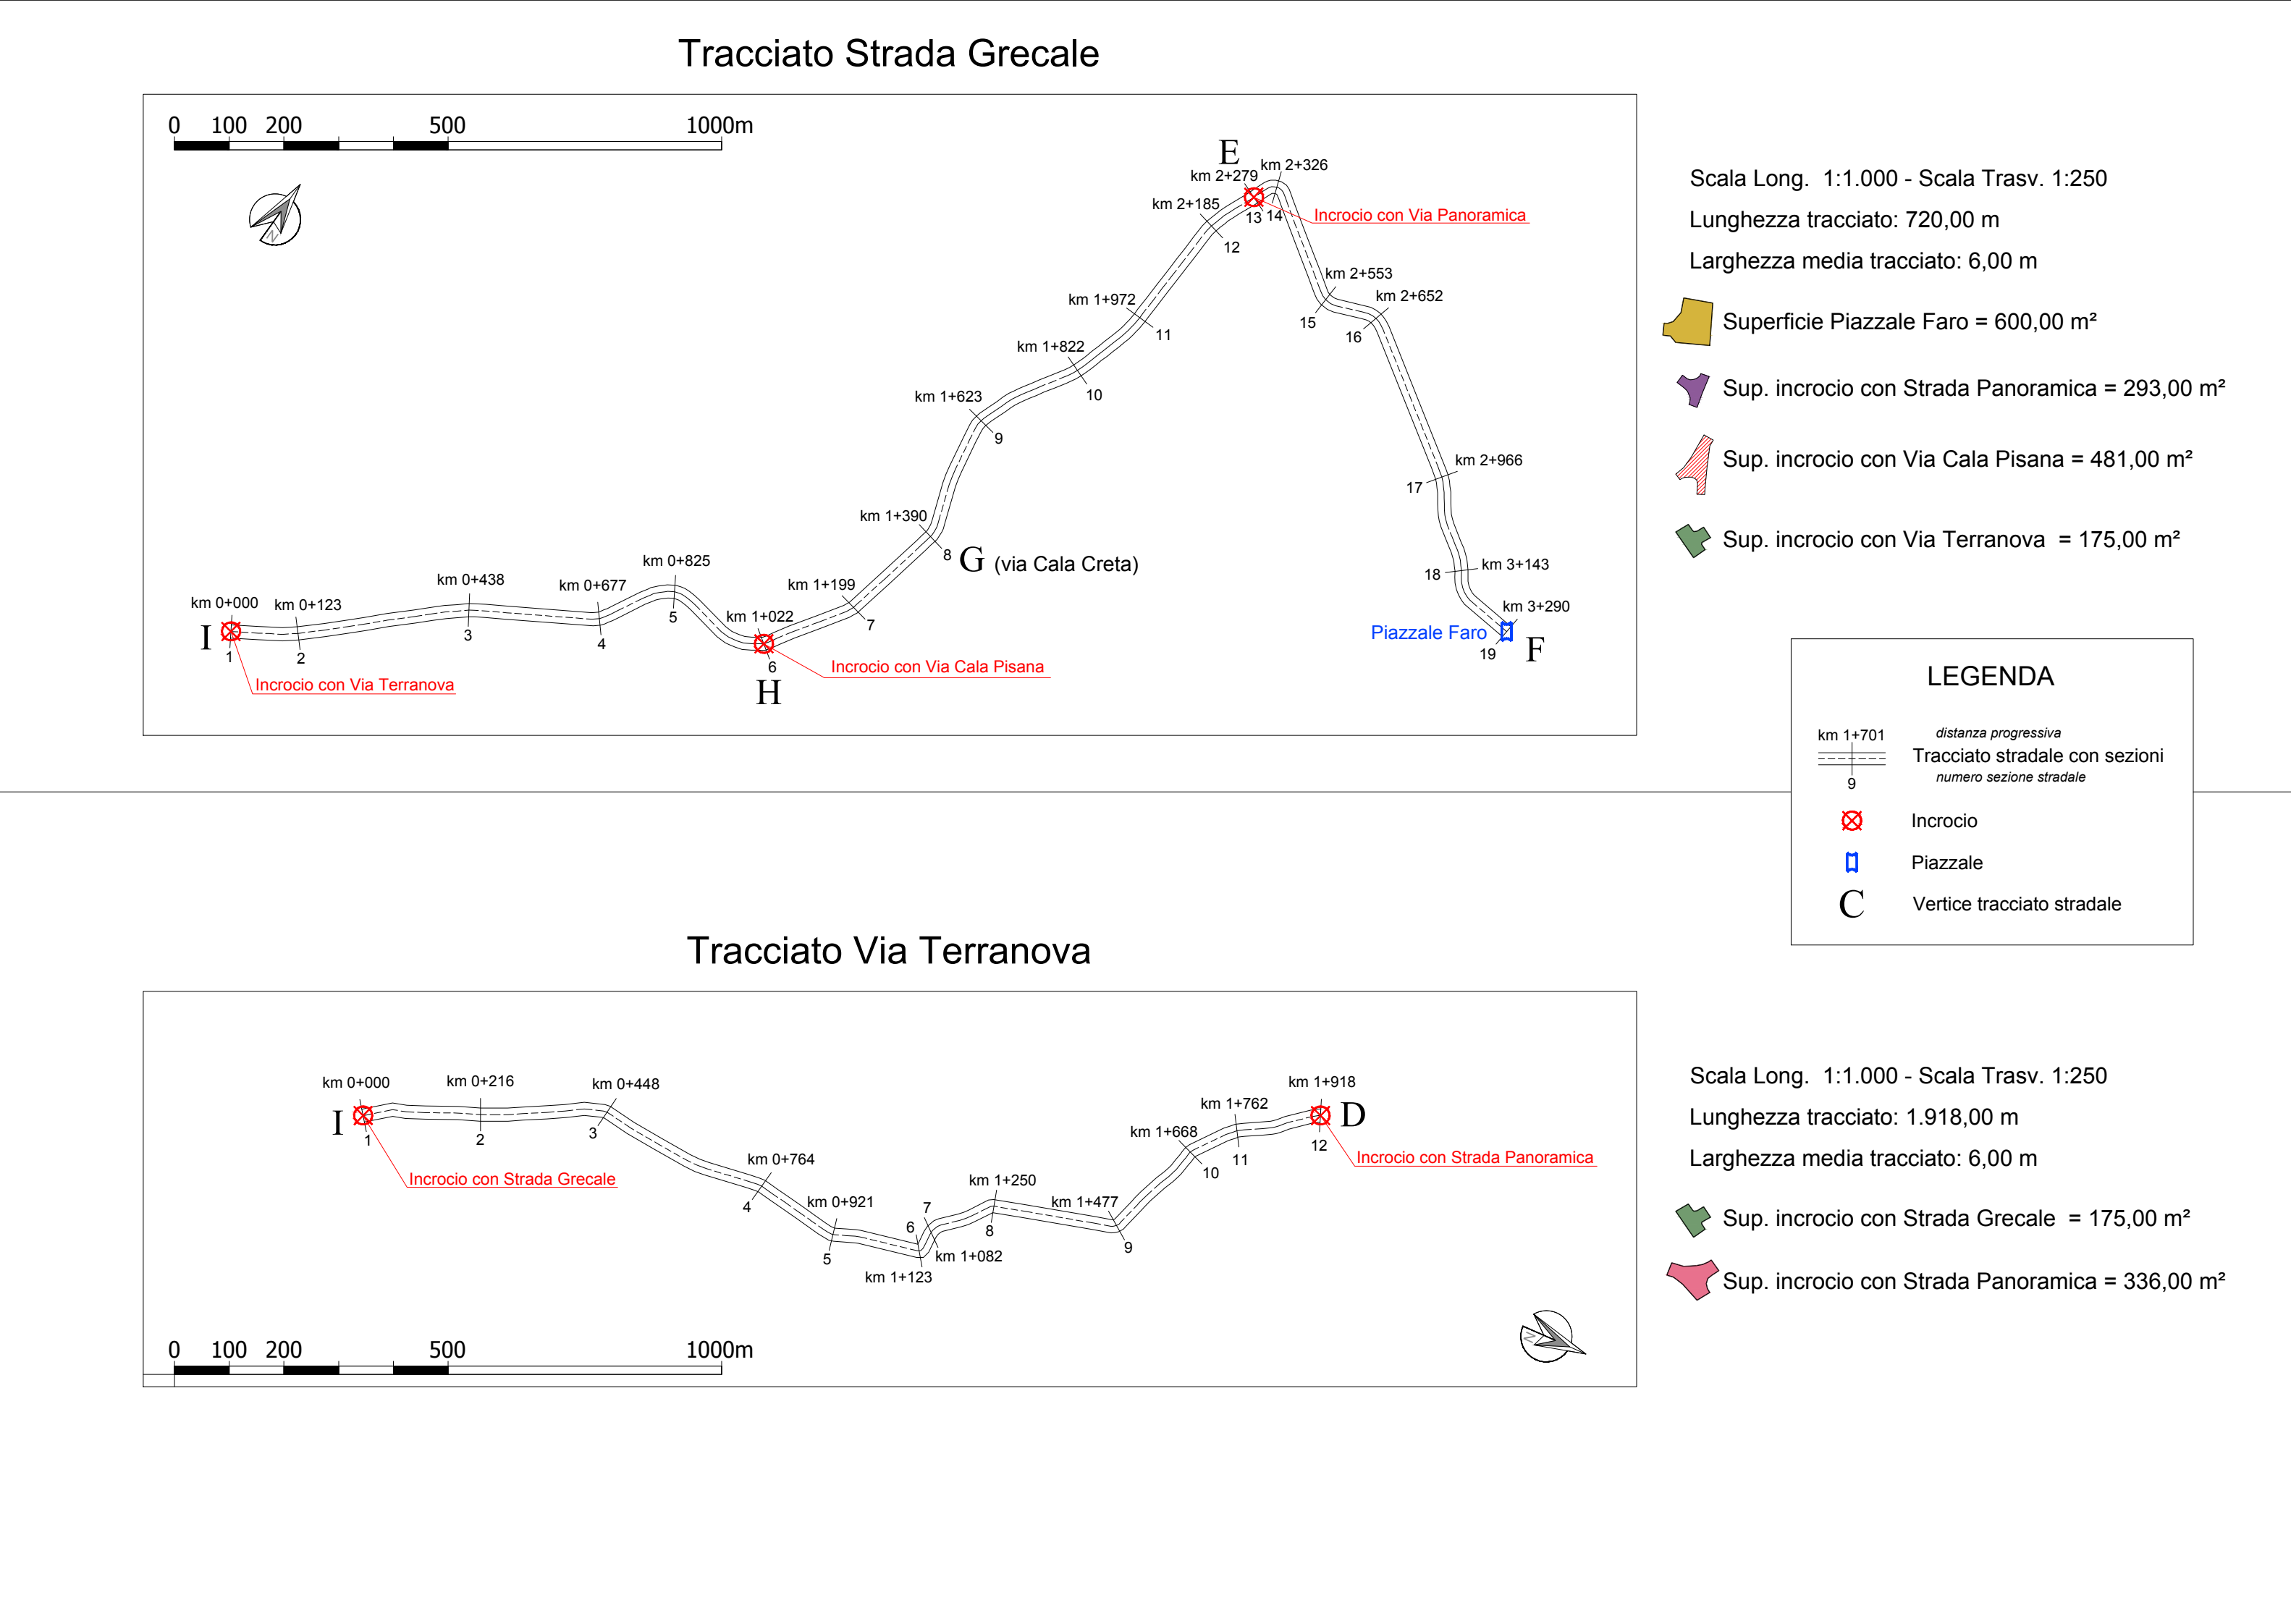 Tracciato Strada Grecale
0 100 200 500 1000m
N
E
km 2+326
km 2+279
km 2+185
13 14
Incrocio con Via Panoramica
12
km 2+553
km 1+972
km 2+652
15
11
16
km 1+822
10
km 1+623
9
km 2+966
17
km 1+390
8 G (via Cala Creta)
km 0+825
km 3+143
18
km 0+438
km 0+677
km 1+199
km 0+000
km 0+123
5
km 1+022
7
km 3+290
I
1
2
3
4
Piazzale Faro
19
F
6
Incrocio con Via Cala Pisana
Incrocio con Via Terranova
H
Scala Long. 1:1.000 - Scala Trasv. 1:250
Lunghezza tracciato: 720,00 m
Larghezza media tracciato: 6,00 m
Superficie Piazzale Faro = 600,00 m²
Sup. incrocio con Strada Panoramica = 293,00 m²
Sup. incrocio con Via Cala Pisana = 481,00 m²
Sup. incrocio con Via Terranova = 175,00 m²
LEGENDA
km 1+701
distanza progressiva
Tracciato stradale con sezioni
numero sezione stradale
9
Incrocio
Piazzale
C Vertice tracciato stradale
Tracciato Via Terranova
km 0+000
km 0+216
km 0+448
km 1+918
I
1
2
3
km 1+762
D
km 1+668
12
Incrocio con Strada Panoramica
10
11
km 0+764
Incrocio con Strada Grecale
4
km 0+921
7
km 1+250
km 1+477
6
8
5
km 1+082
9
km 1+123
N
0 100 200 500 1000m
Scala Long. 1:1.000 - Scala Trasv. 1:250
Lunghezza tracciato: 1.918,00 m
Larghezza media tracciato: 6,00 m
Sup. incrocio con Strada Grecale = 175,00 m²
Sup. incrocio con Strada Panoramica = 336,00 m²